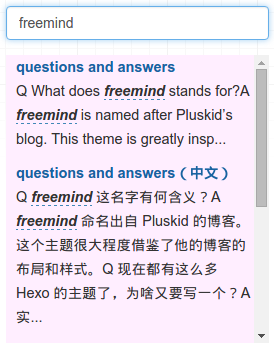 freemind
questions and answers
Q What does freemind stands for?A
freemind is named after Pluskid's
blog. This theme is greatly insp...
questions and answers（中文）
Q freemind 这名字有何含义？A
freemind 命名出自 Pluskid 的博客。
这个主题很大程度借鉴了他的博客的
布局和样式。Q 现在都有这么多
Hexo 的主题了，为啥又要写一个？A
实...